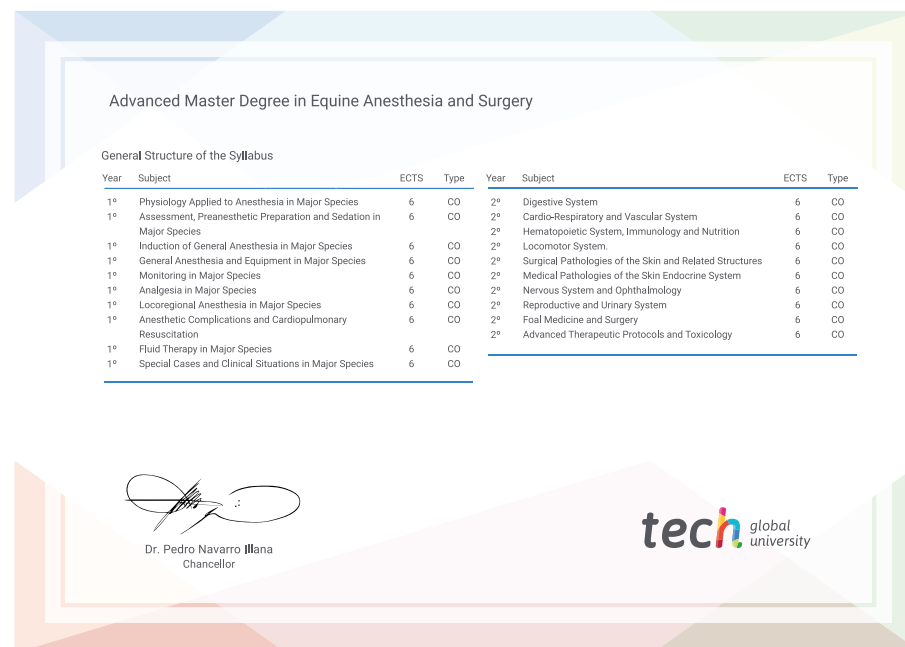 Advanced Master Degree in Equine Anesthesia and Surgery
General Structure of the Syllabus
Year Subject ECTS Type
1º Physiology Applied to Anesthesia in Major Species 6 CO
1º Assessment, Preanesthetic Preparation and Sedation in 6 CO
Major Species
1º Induction of General Anesthesia in Major Species 6 CO
1º General Anesthesia and Equipment in Major Species 6 CO
1º Monitoring in Major Species 6 CO
1º Analgesia in Major Species 6 CO
1º Locoregional Anesthesia in Major Species 6 CO
1º Anesthetic Complications and Cardiopulmonary 6 CO
Resuscitation
1º Fluid Therapy in Major Species 6 CO
1º Special Cases and Clinical Situations in Major Species 6 CO
Year Subject ECTS Type
2º Digestive System 6 CO
2º Cardio-Respiratory and Vascular System 6 CO
2º Hematopoietic System, Immunology and Nutrition 6 CO
2º Locomotor System. 6 CO
2º Surgical Pathologies of the Skin and Related Structures 6 CO
2º Medical Pathologies of the Skin Endocrine System 6 CO
2º Nervous System and Ophthalmology 6 CO
2º Reproductive and Urinary System 6 CO
2º Foal Medicine and Surgery 6 CO
2º Advanced Therapeutic Protocols and Toxicology 6 CO
Dr. Pedro Navarro Illana
Chancellor
tech global
university